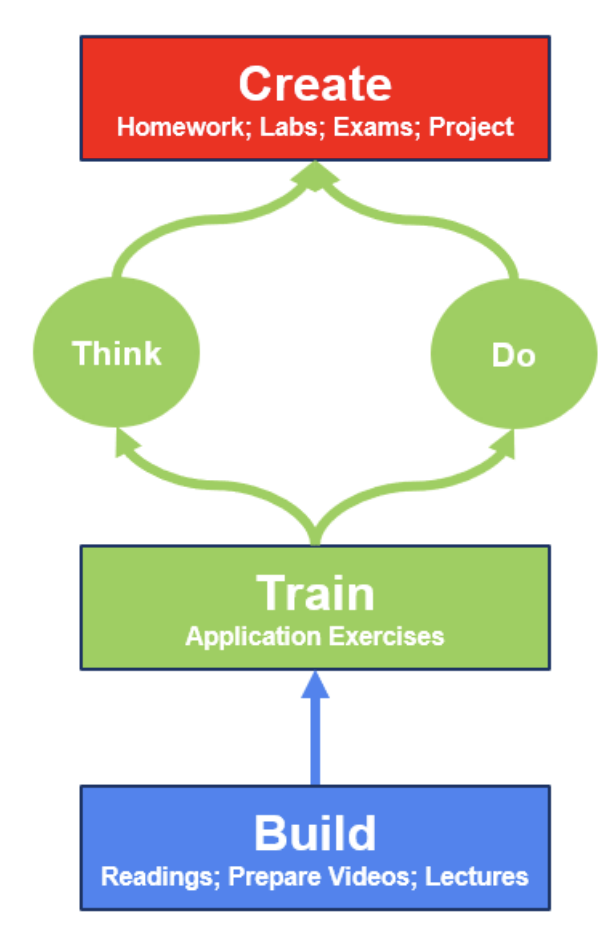 Create
Homework; Labs; Exams; Project
Think
Do
Train
Application Exercises
Build
Readings; Prepare Videos; Lectures